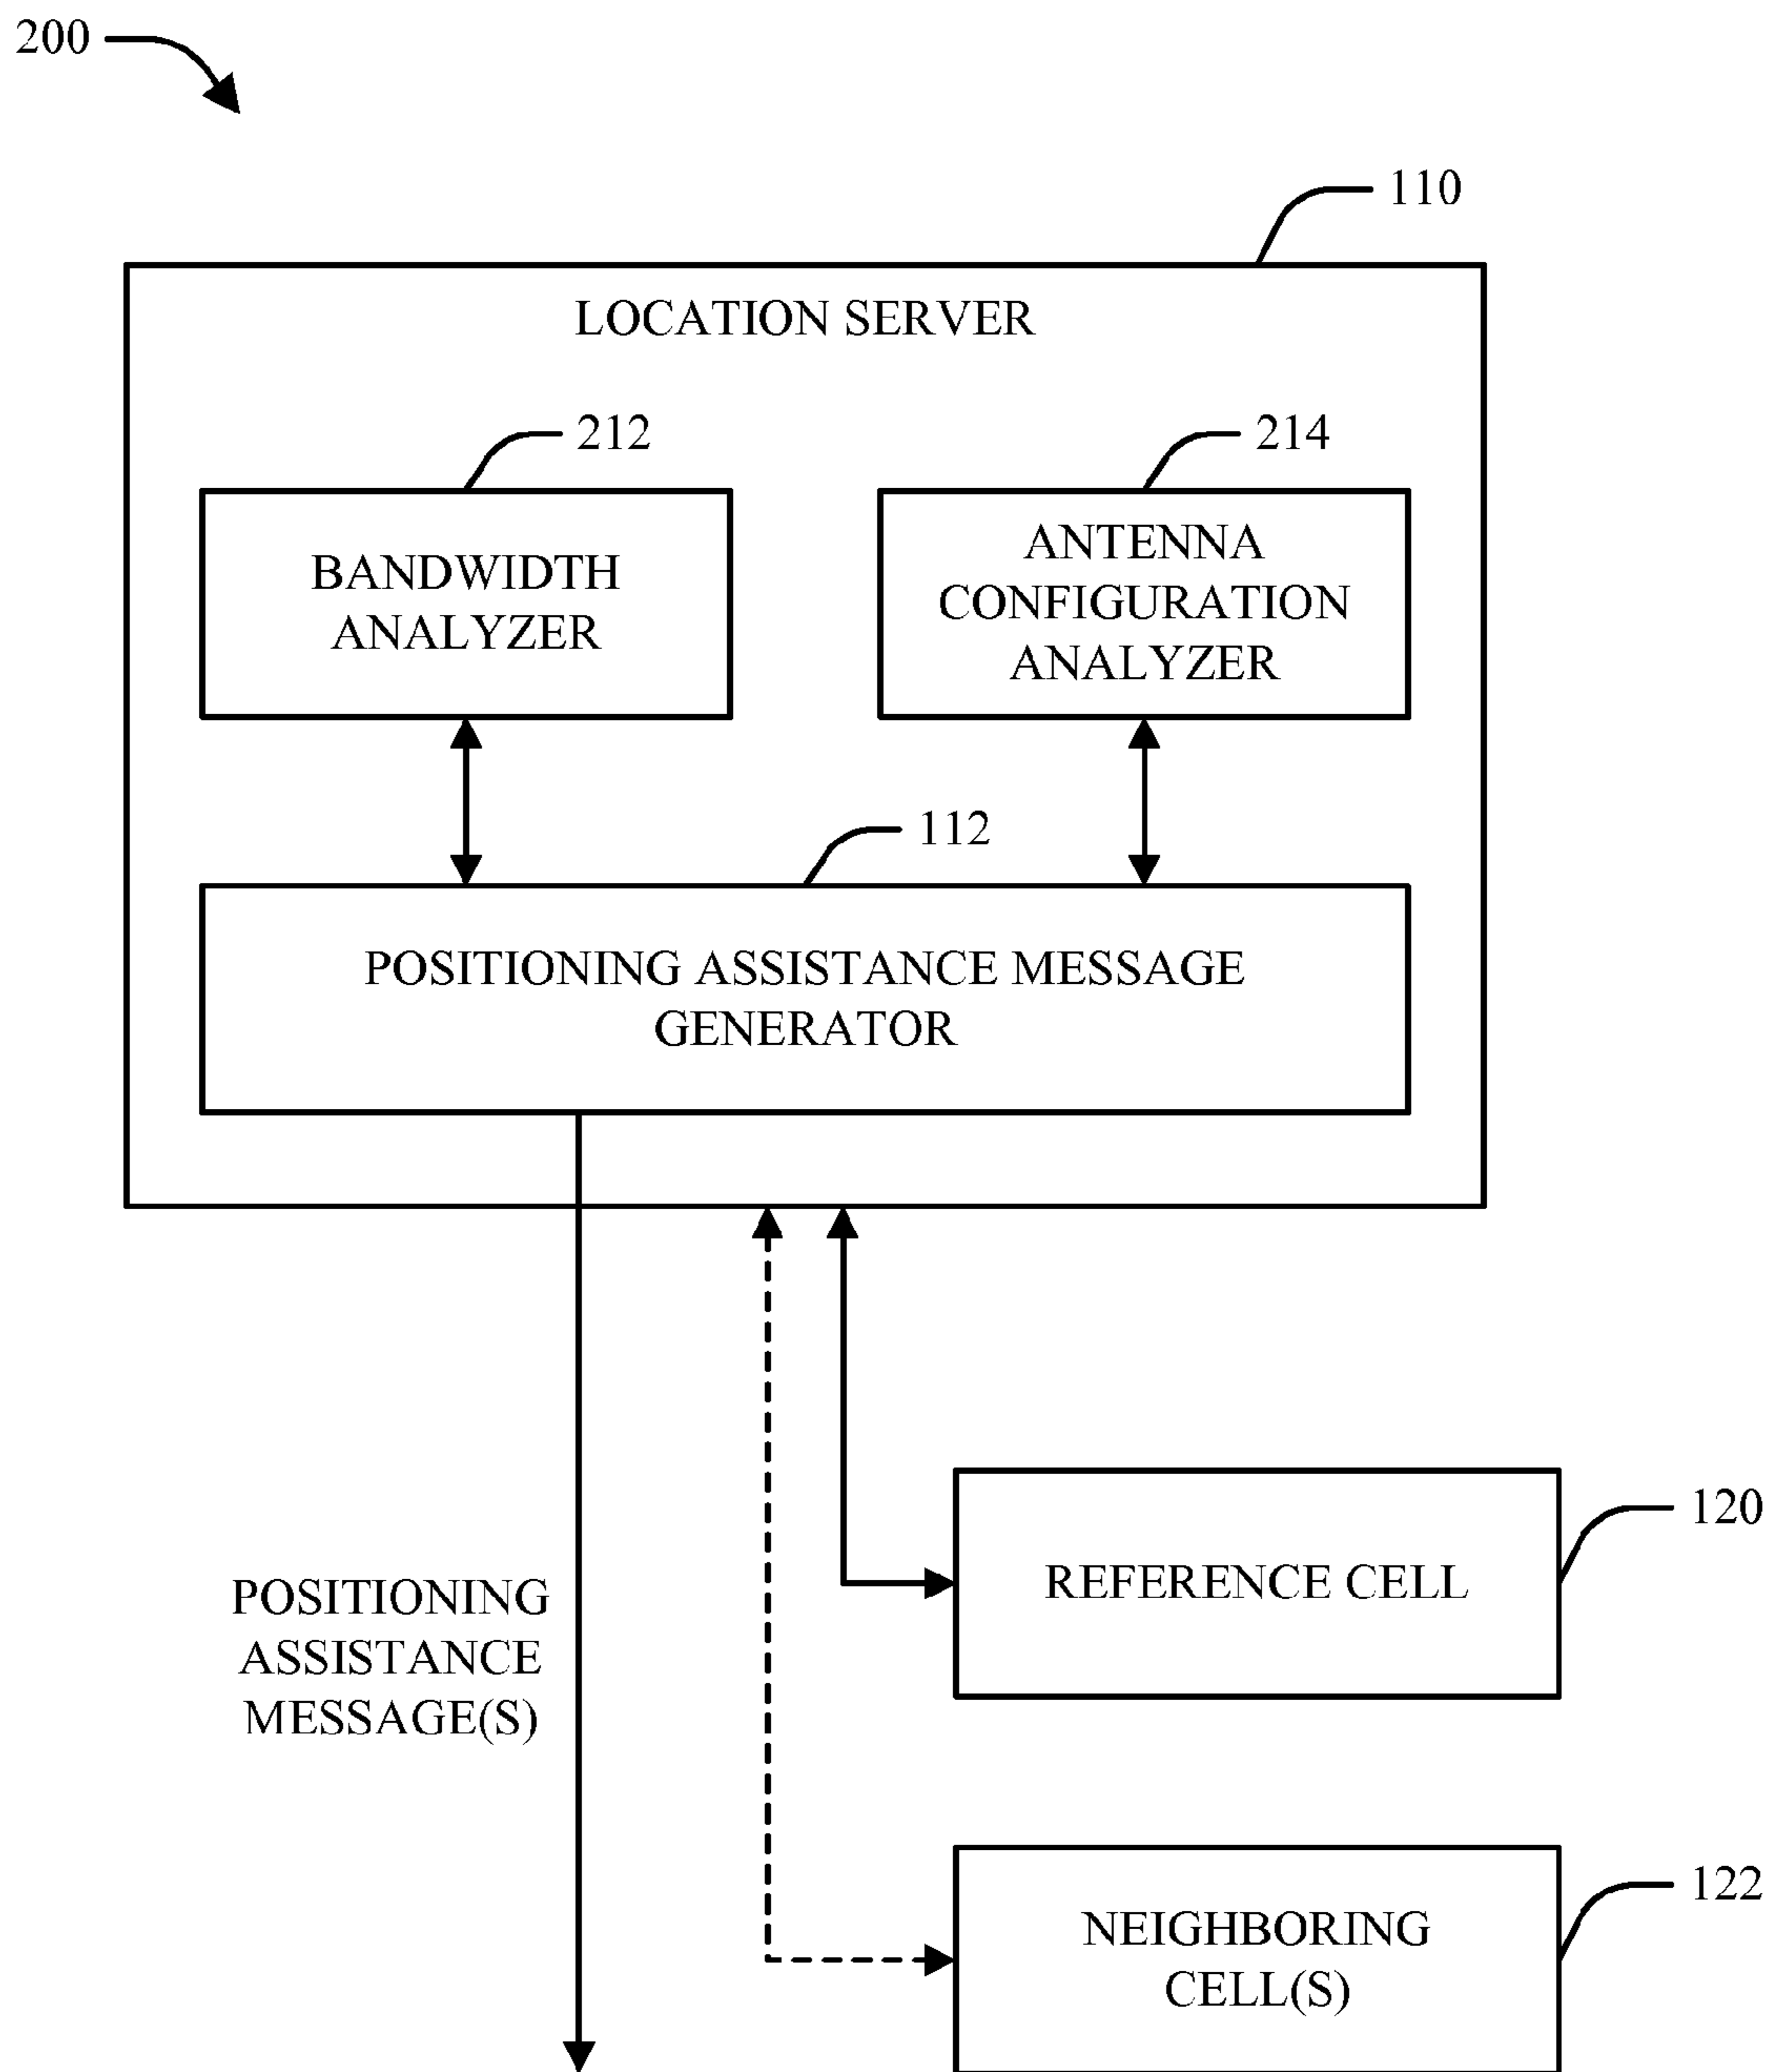 200
110
LOCATION SERVER
212
214
BANDWIDTH
ANALYZER
ANTENNA
CONFIGURATION
ANALYZER
112
POSITIONING ASSISTANCE MESSAGE
GENERATOR
120
REFERENCE CELL
POSITIONING
ASSISTANCE
MESSAGE(S)
122
NEIGHBORING
CELL(S)